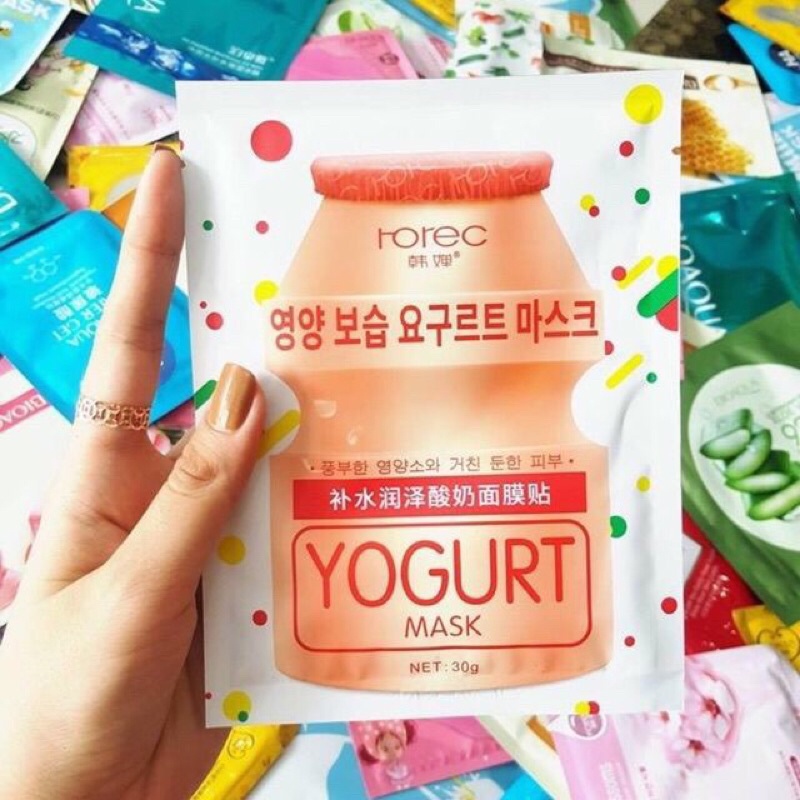 rorec
韩婵®
영양 보습 요구르트 마스크
· 풍부한 영양소와 거친 둔한 피부 ·
补水润泽酸奶面膜贴
YOGURT
MASK
NET: 30g
BIOAQUA